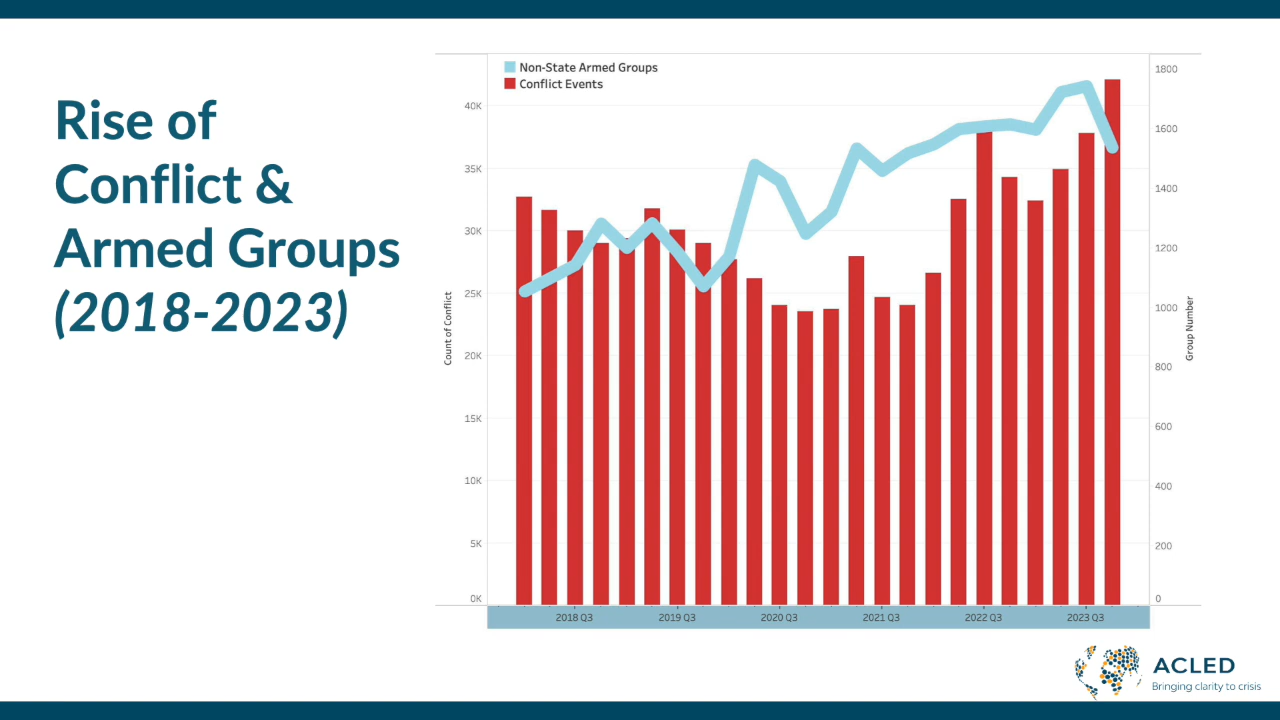 Rise of
Conflict &
Armed Groups
(2018-2023)
Non-State Armed Groups
Conflict Events
Count of Conflict
40K
35K
30K
25K
20K
15K
10K
5K
0K
1800
1600
1400
1200
1000
800
600
400
200
0
Group Number
2018 Q3
2019 Q3
2020 Q3
2021 Q3
2022 Q3
2023 Q3
ACLED
Bringing clarity to crisis